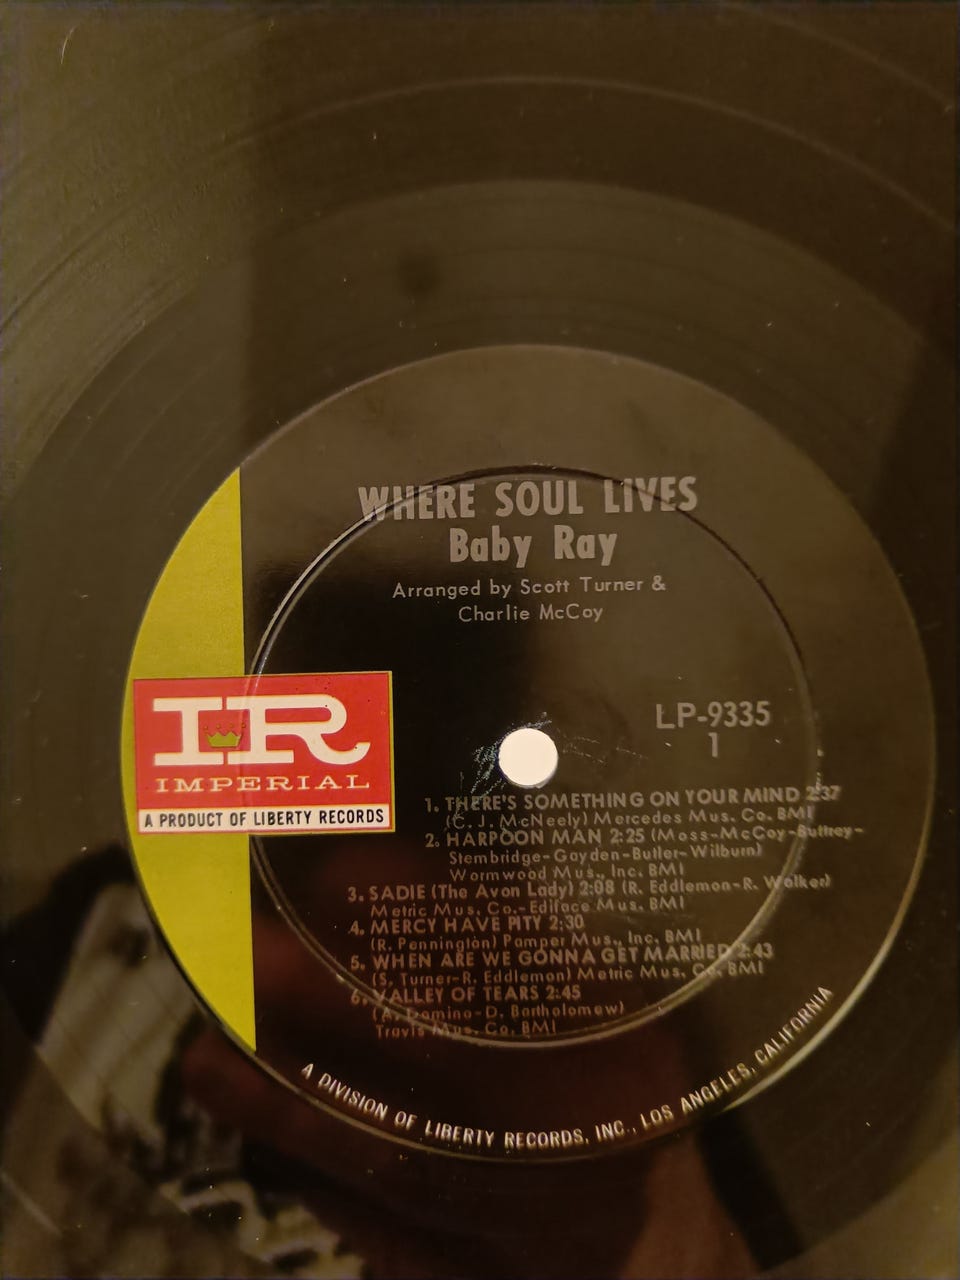 WHERE SOUL LIVES
Baby Ray
Arranged by Scott Turner &
Charlie McCoy
IR
IMPERIAL
A PRODUCT OF LIBERTY RECORDS
LP-9335
1
1. THERE'S SOMETHING ON YOUR MIND 2:37
(C. J. McNeely) Mercedes Mus. Co. BMI
2. HARPOON MAN 2:25 (Moss-McCoy-Buttrey-
Stembridge-Gayden-Butler-Wilburn)
Wormwood Mus., Inc. BMI
3. SADIE (The Avon Lady) 2:08 (R. Eddlemon-R. Walker)
Metric Mus. Co.-Ediface Mus. BMI
4. MERCY HAVE PITY 2:30
(R. Pennington) Pamper Mus., Inc. BMI
5. WHEN ARE WE GONNA GET MARRIED 2:43
(S. Turner-R. Eddlemon) Metric Mus. Co. BMI
6. VALLEY OF TEARS 2:45
(A. Domino-D. Bartholomew)
Travis Mus. Co. BMI
A DIVISION OF LIBERTY RECORDS, INC., LOS ANGELES, CALIFORNIA